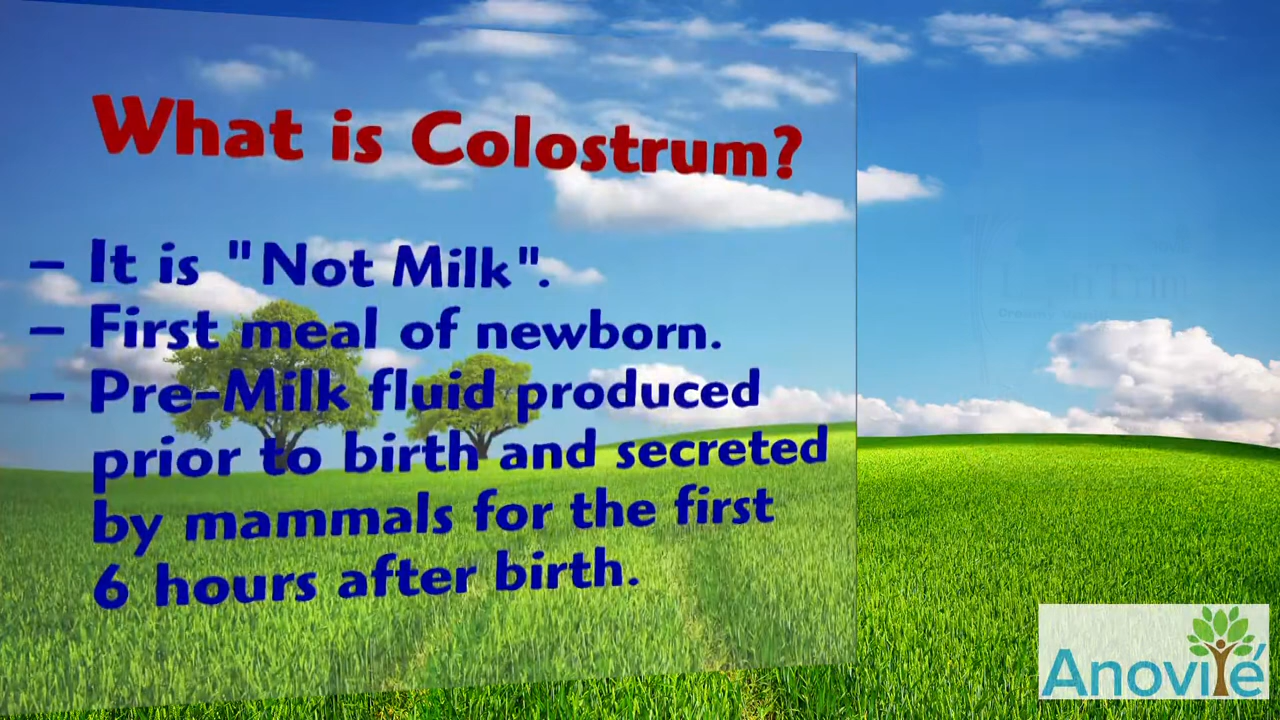 What is Colostrum?
– It is "Not Milk".
– First meal of newborn.
– Pre-Milk fluid produced
prior to birth and secreted
by mammals for the first
6 hours after birth.
Anovité